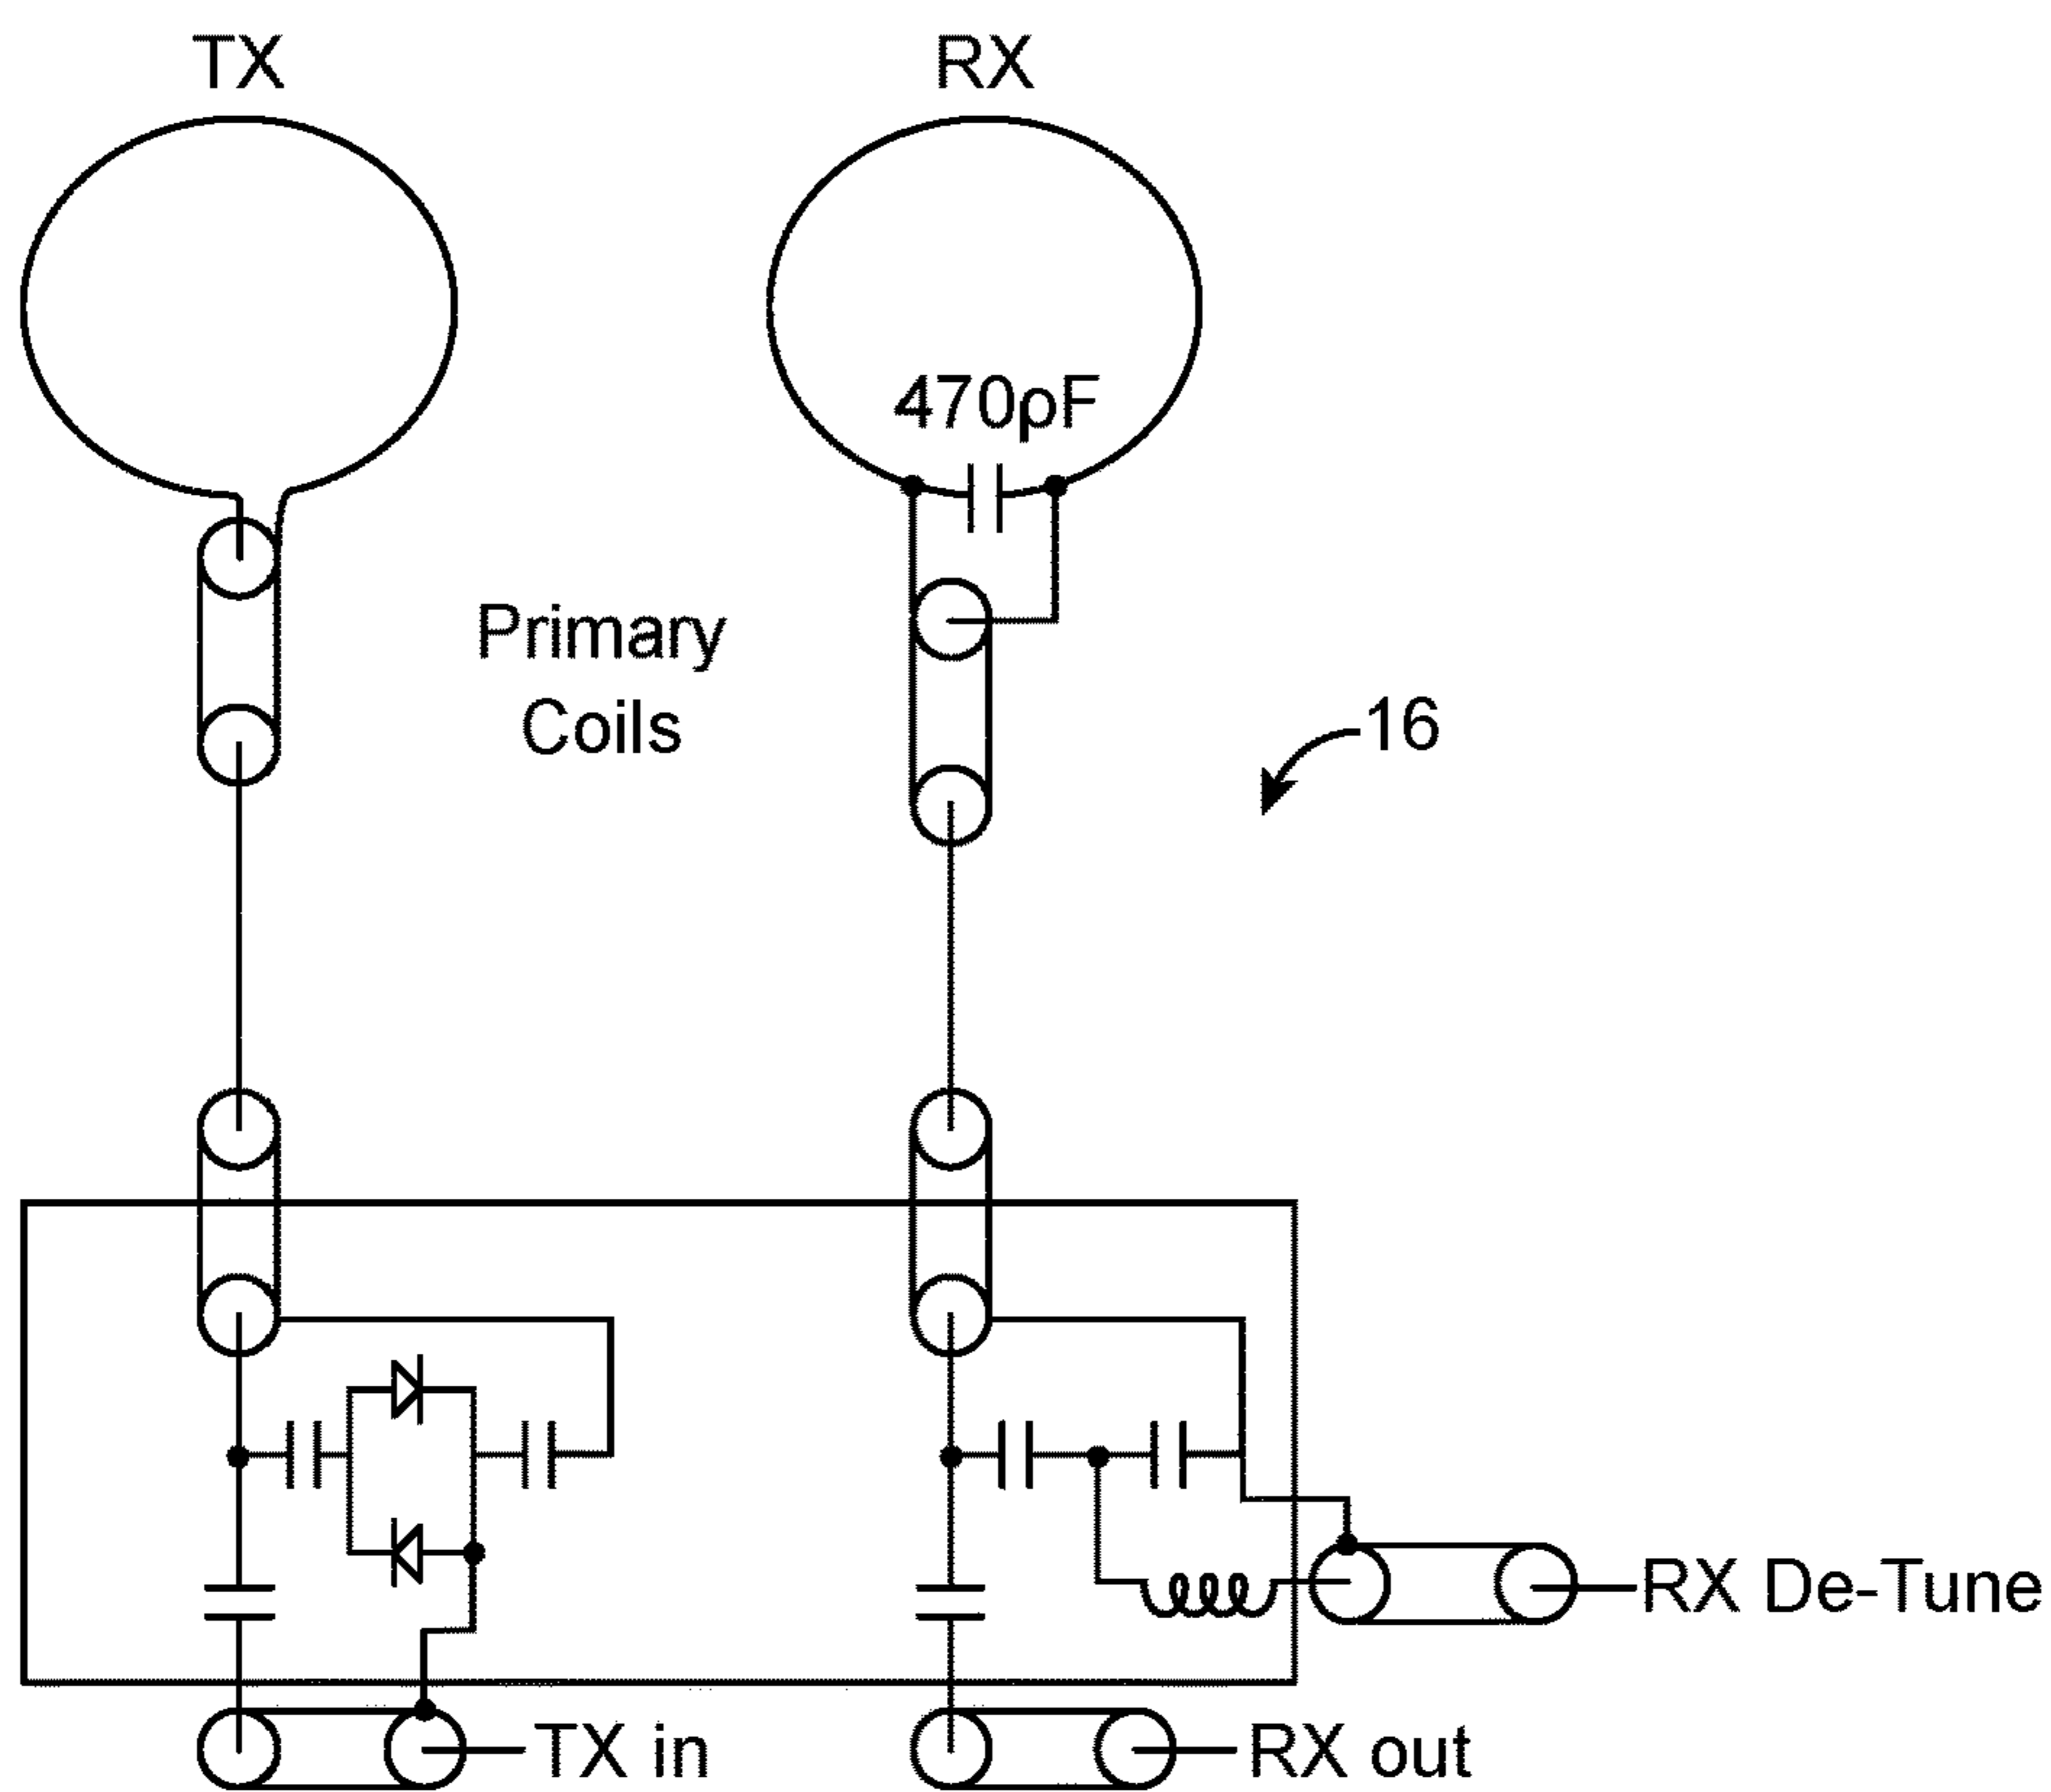 TX
RX
470pF
Primary
Coils
16
RX De-Tune
TX in
RX out